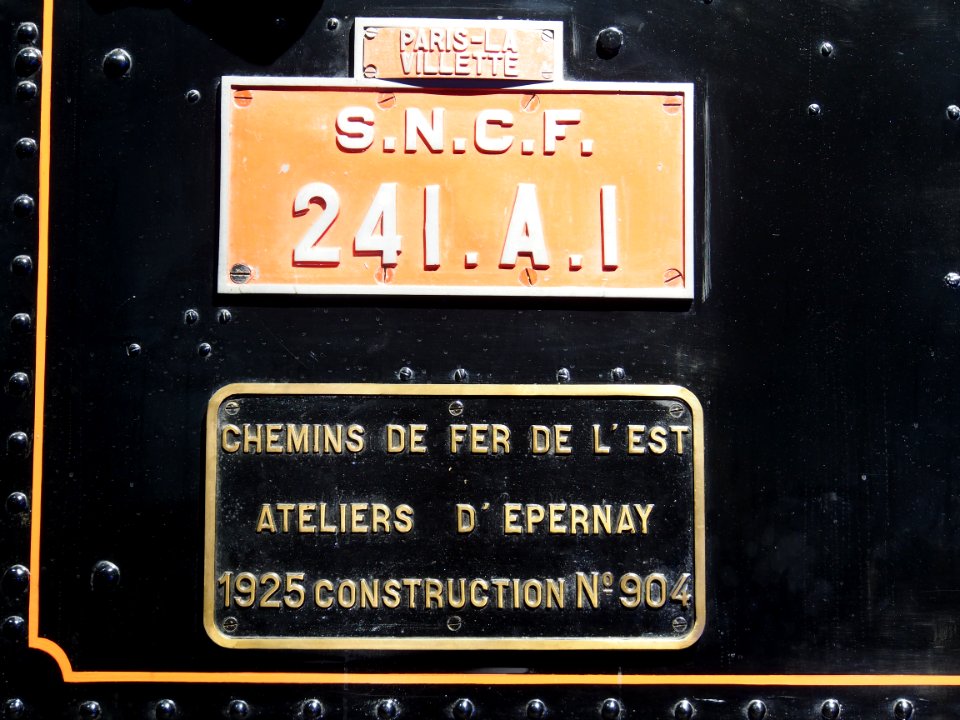 PARIS-LA
VILLETTE
S.N.C.F.
241.A.1
CHEMINS DE FER DE L'EST
ATELIERS D'EPERNAY
1925 CONSTRUCTION Nº 904